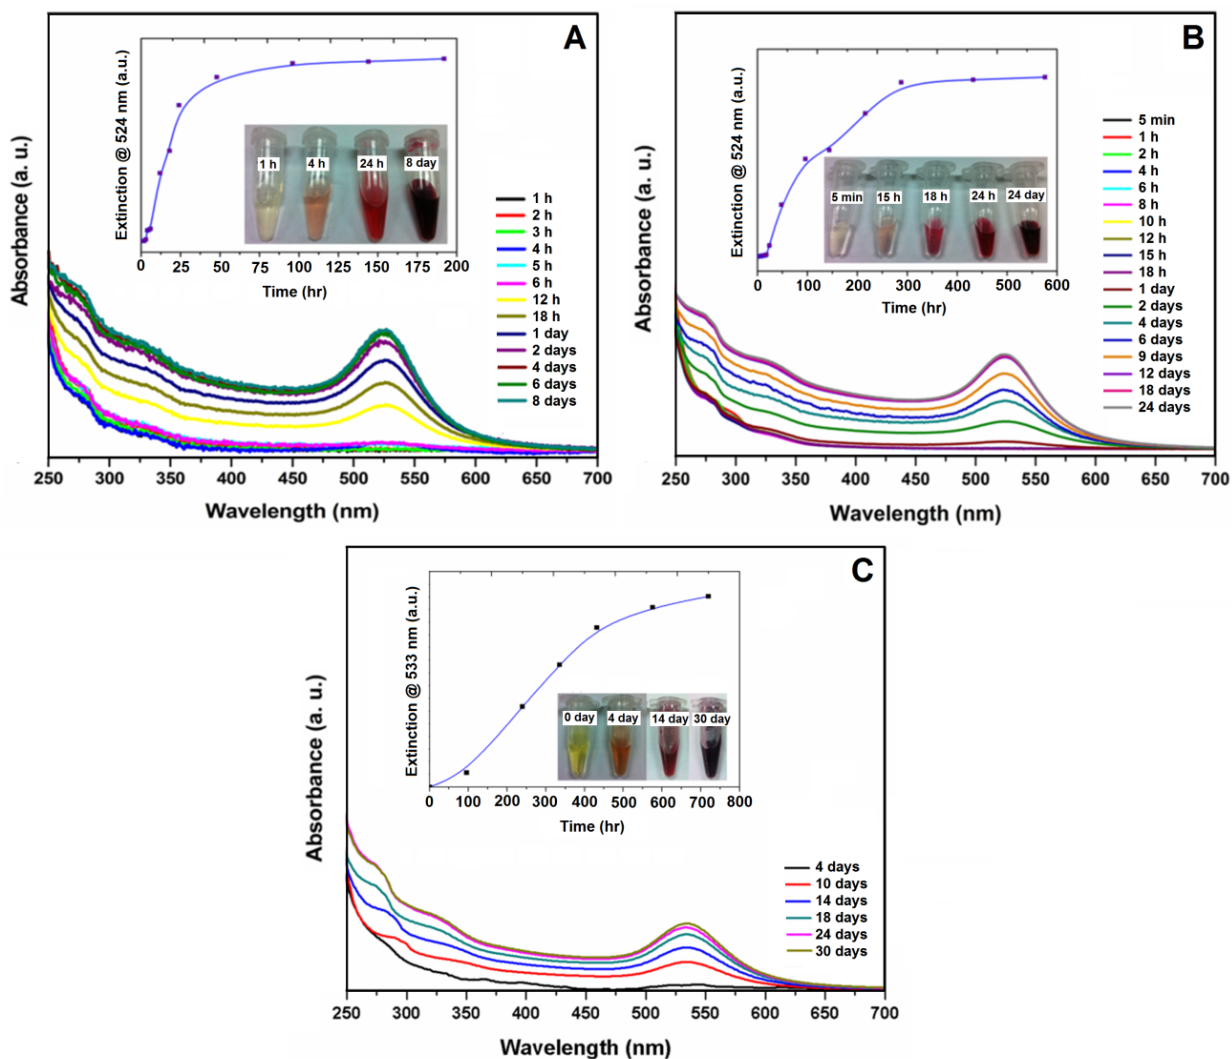 A
Absorbance (a. u.)
Extinction @ 524 nm (a.u.)
1 h
4 h
24 h
8 day
0 25 50 75 100 125 150 175 200
Time (hr)
1 h
2 h
3 h
4 h
5 h
6 h
12 h
18 h
1 day
2 days
4 days
6 days
8 days
250 300 350 400 450 500 550 600 650 700
Wavelength (nm)
B
Absorbance (a. u.)
Extinction @ 524 nm (a.u.)
5 min
15 h
18 h
24 h
24 day
0 100 200 300 400 500 600
Time (hr)
5 min
1 h
2 h
4 h
6 h
8 h
10 h
12 h
15 h
18 h
1 day
2 days
4 days
6 days
9 days
12 days
18 days
24 days
250 300 350 400 450 500 550 600 650 700
Wavelength (nm)
C
Absorbance (a. u.)
Extinction @ 533 nm (a.u.)
0 day
4 day
14 day
30 day
0 100 200 300 400 500 600 700 800
Time (hr)
4 days
10 days
14 days
18 days
24 days
30 days
250 300 350 400 450 500 550 600 650 700
Wavelength (nm)